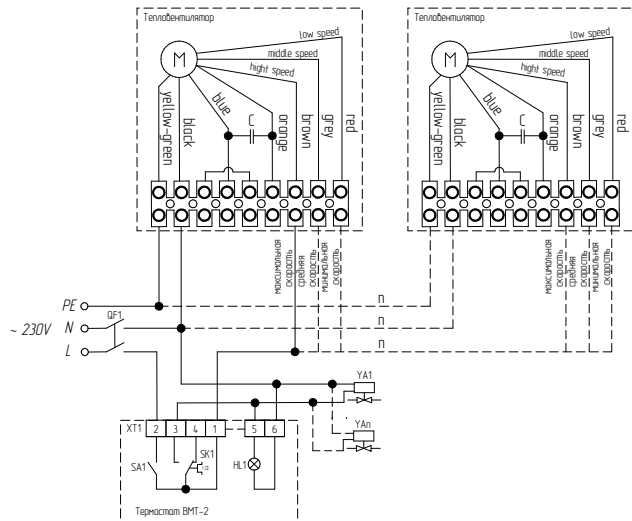 Тепловентилятор
M
low speed
middle speed
hight speed
yellow-green
black
blue
C
orange
brown
grey
red
максимальная
скорость
средняя
скорость
минимальная
скорость
Тепловентилятор
M
low speed
middle speed
hight speed
yellow-green
black
blue
C
orange
brown
grey
red
максимальная
скорость
средняя
скорость
минимальная
скорость
PE
n
~ 230V N QF1
n
L
n
YA1
YAn
XT1 2 3 4 1 5 6
SA1 SK1 HL1
Термостат ВМТ-2